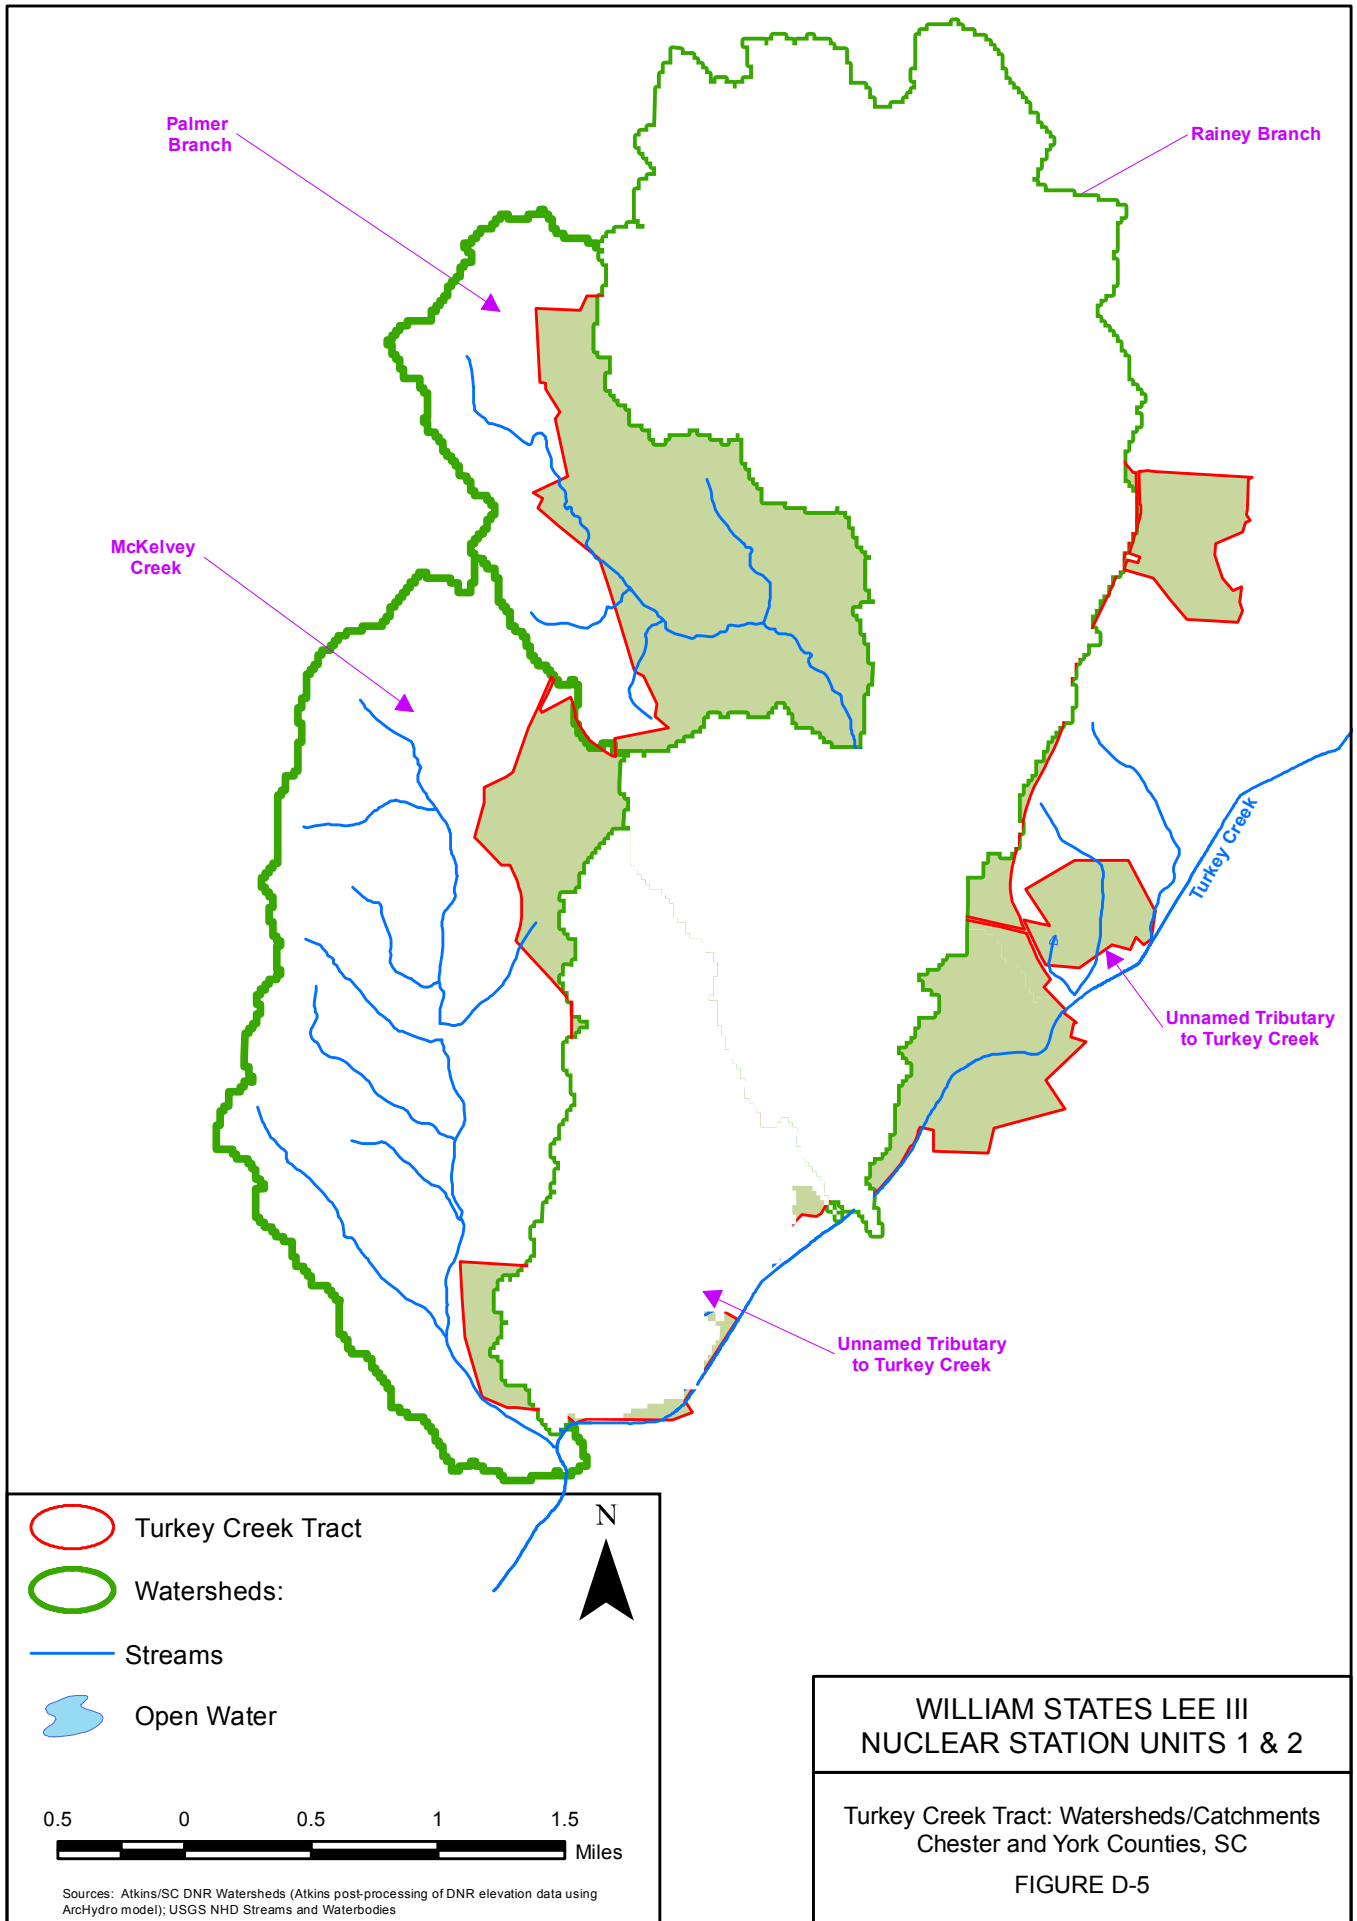 Palmer
Branch
Rainey Branch
McKelvey
Creek
Turkey Creek
Unnamed Tributary
to Turkey Creek
Unnamed Tributary
to Turkey Creek
Turkey Creek Tract
Watersheds:
Streams
Open Water
N
0.5 0 0.5 1 1.5
Miles
Sources: Atkins/SC DNR Watersheds (Atkins post-processing of DNR elevation data using
ArcHydro model); USGS NHD Streams and Waterbodies
WILLIAM STATES LEE III
NUCLEAR STATION UNITS 1 & 2
Turkey Creek Tract: Watersheds/Catchments
Chester and York Counties, SC
FIGURE D-5